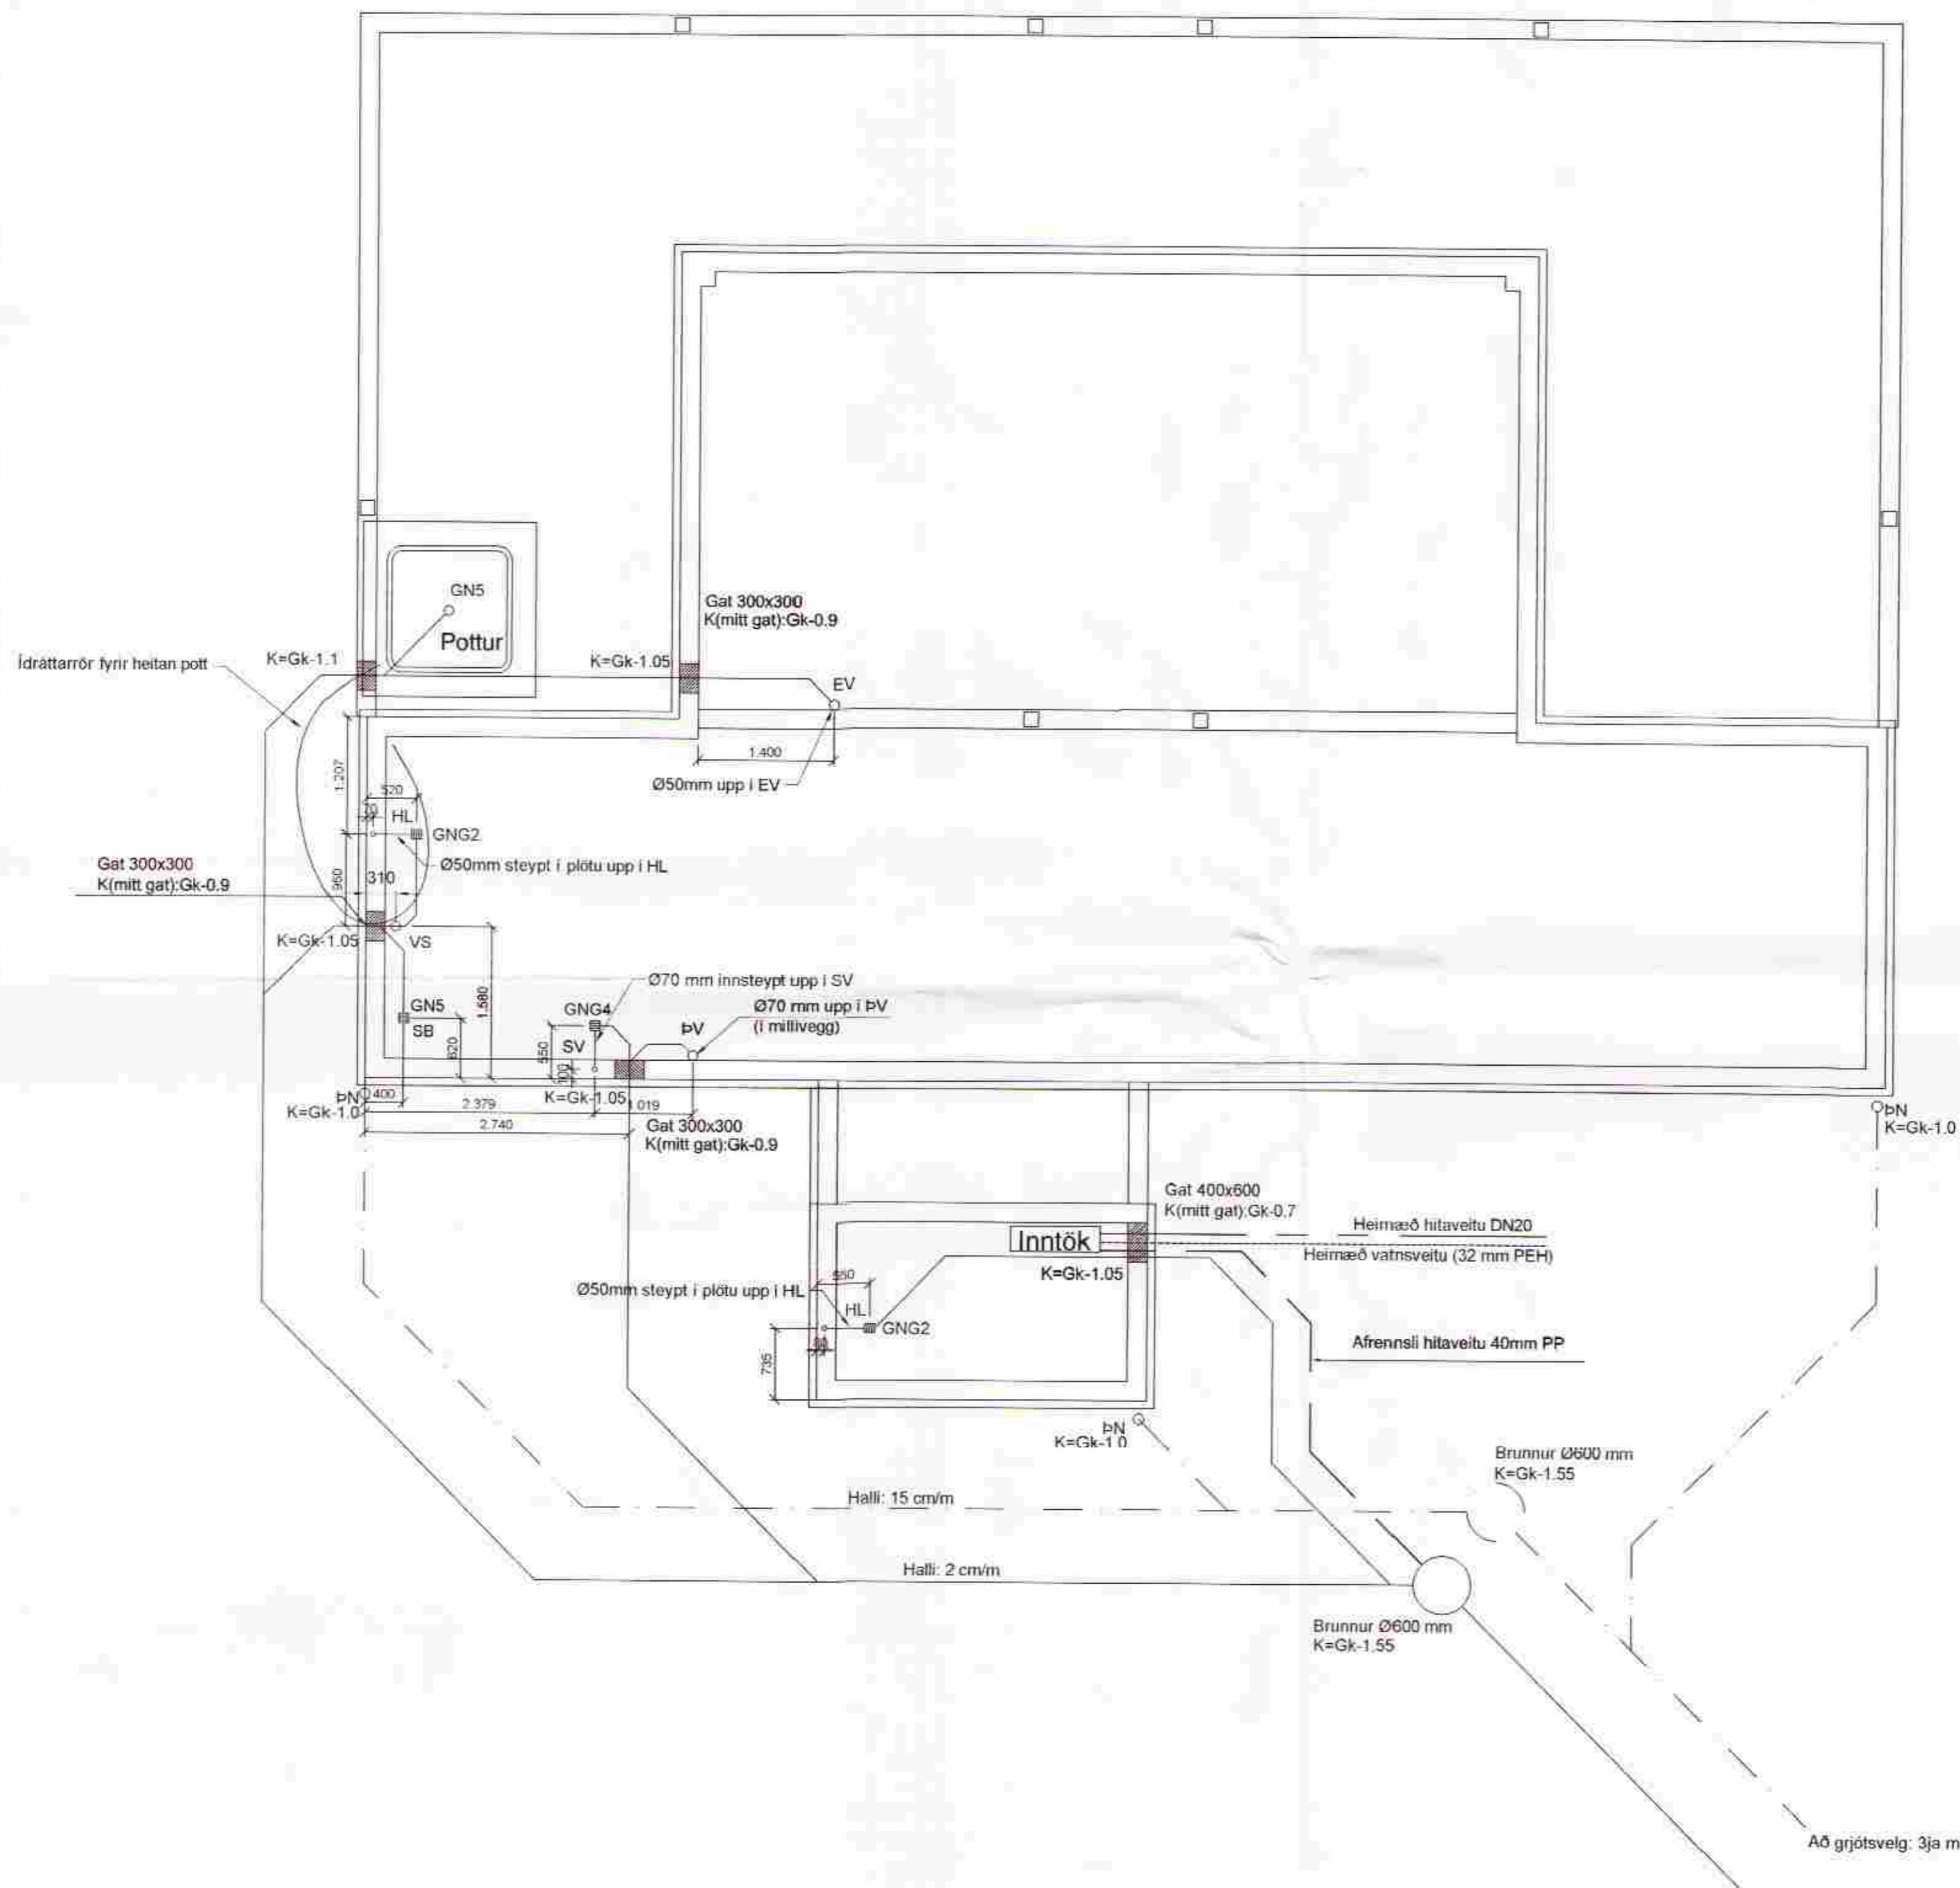 GN5
Pottur
Gat 300x300
K(mitt gat):Gk-0.9
Ídráttarrör fyrir heitan pott
K=Gk-1.1
K=Gk-1.05
EV
1.400
Ø50mm upp í EV
1.207
520
70
HL
GNG2
Ø50mm steypt í plötu upp í HL
Gat 300x300
K(mitt gat):Gk-0.9
960
310
K=Gk-1.05
VS
1.580
Ø70 mm innsteypt upp í SV
GN5
SB
620
GNG4
Ø70 mm upp í ÞV
(í millivegg)
ÞV
550
SV
100
ÞN
K=Gk-1.0
400
2.379
K=Gk-1.05
1.019
2.740
Gat 300x300
K(mitt gat):Gk-0.9
ÞN
K=Gk-1.0
Gat 400x600
K(mitt gat):Gk-0.7
Inntök
Heimæð hitaveitu DN20
Heimæð vatnsveitu (32 mm PEH)
K=Gk-1.05
550
Ø50mm steypt í plötu upp í HL
HL
GNG2
735
Afrennsli hitaveitu 40mm PP
ÞN
K=Gk-1.0
Brunnur Ø600 mm
K=Gk-1.55
Halli: 15 cm/m
Halli: 2 cm/m
Brunnur Ø600 mm
K=Gk-1.55
Að grjótsvelg: 3ja m